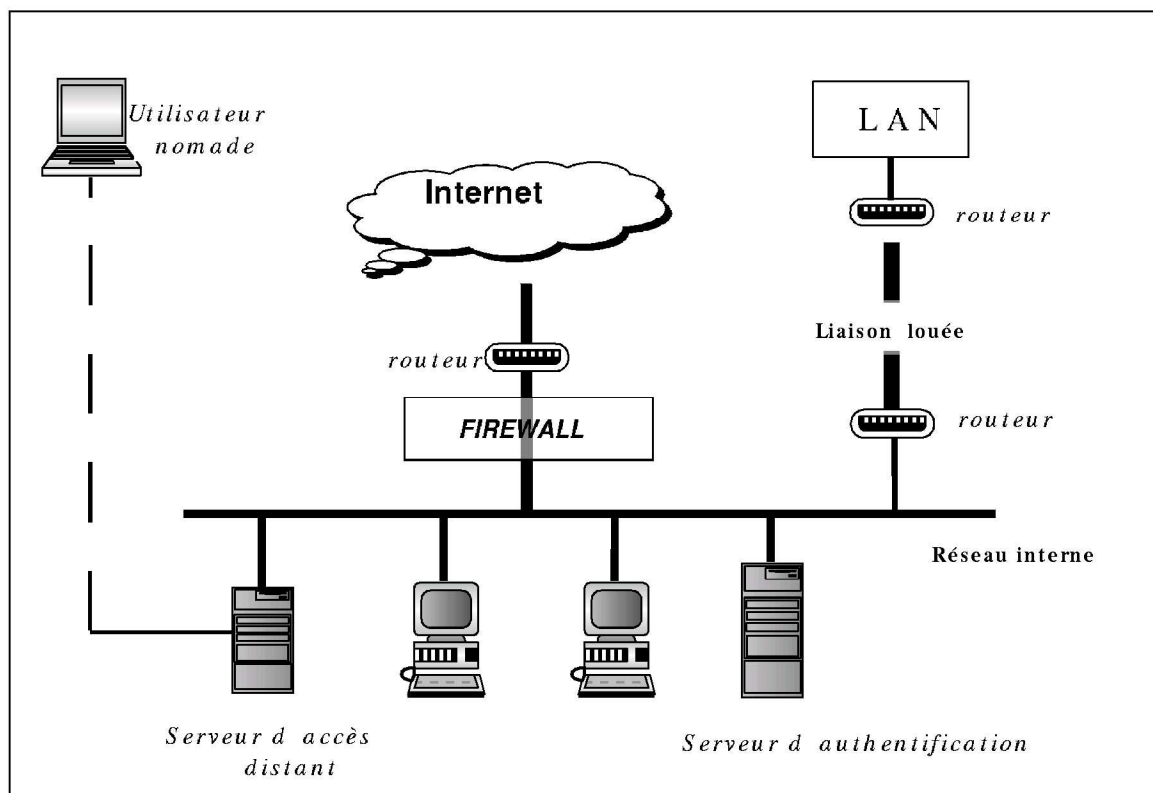 Utilisateur
nomade
LAN
Internet
routeur
Liaison louée
routeur
FIREWALL
routeur
Réseau interne
Serveur d accès
distant
Serveur d authentification